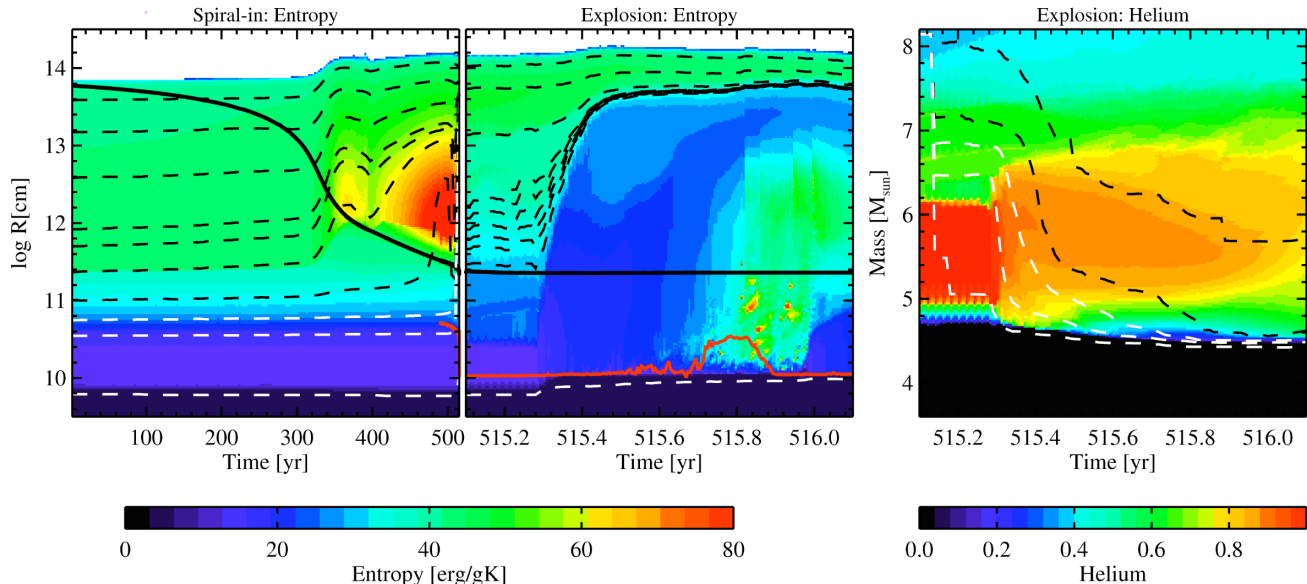 Spiral-in: Entropy
Explosion: Entropy
Explosion: Helium
log R[cm]
14
13
12
11
10
100 200 300 400 500
Time [yr]
515.2 515.4 515.6 515.8 516.0
Time [yr]
Mass [M_sun]
8
7
6
5
4
515.2 515.4 515.6 515.8 516.0
Time [yr]
0 20 40 60 80
Entropy [erg/gK]
0.0 0.2 0.4 0.6 0.8
Helium